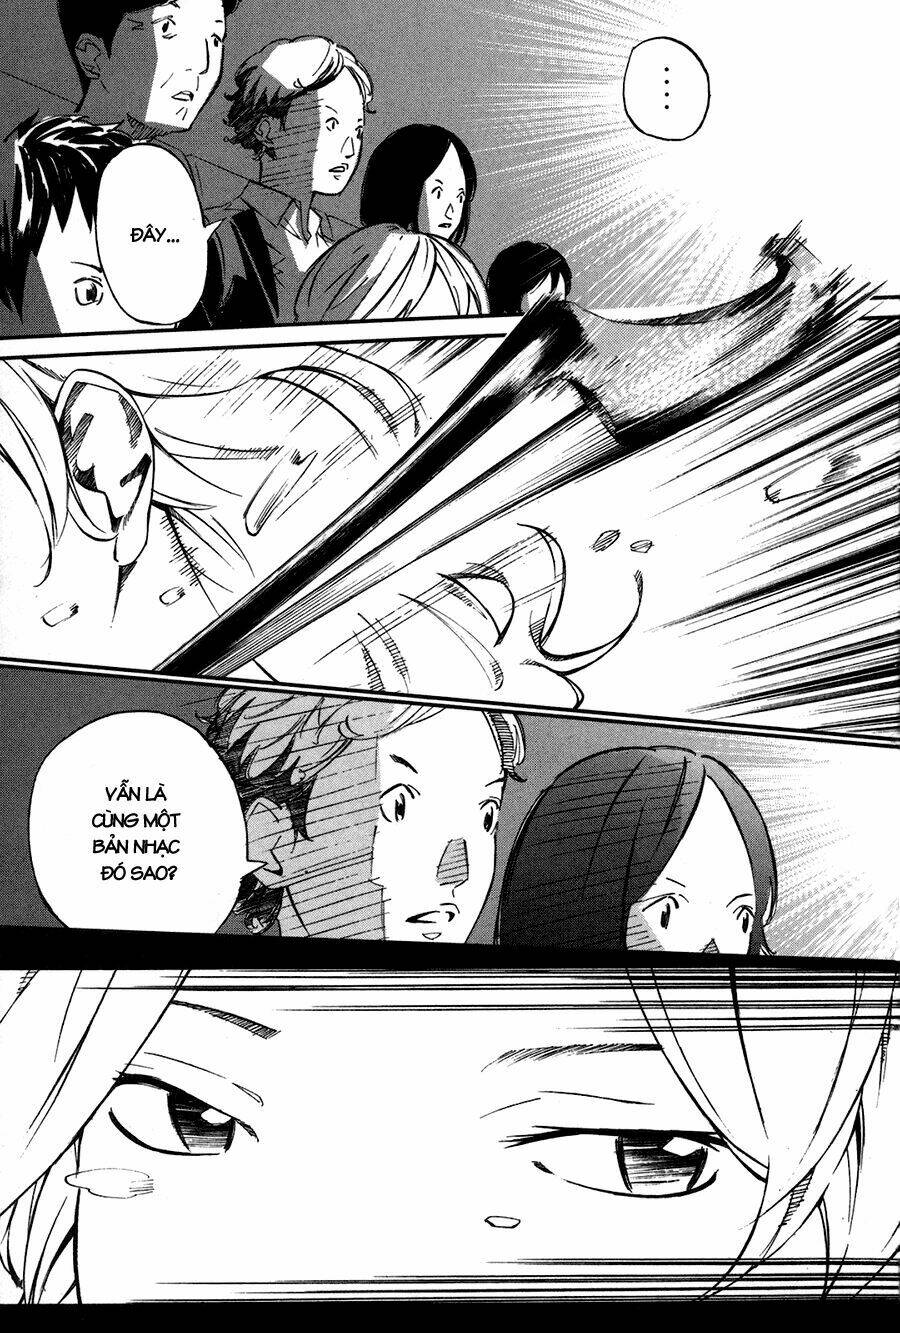 ...
ĐÂY...
VẪN LÀ
CÙNG MỘT
BẢN NHẠC
ĐÓ SAO?